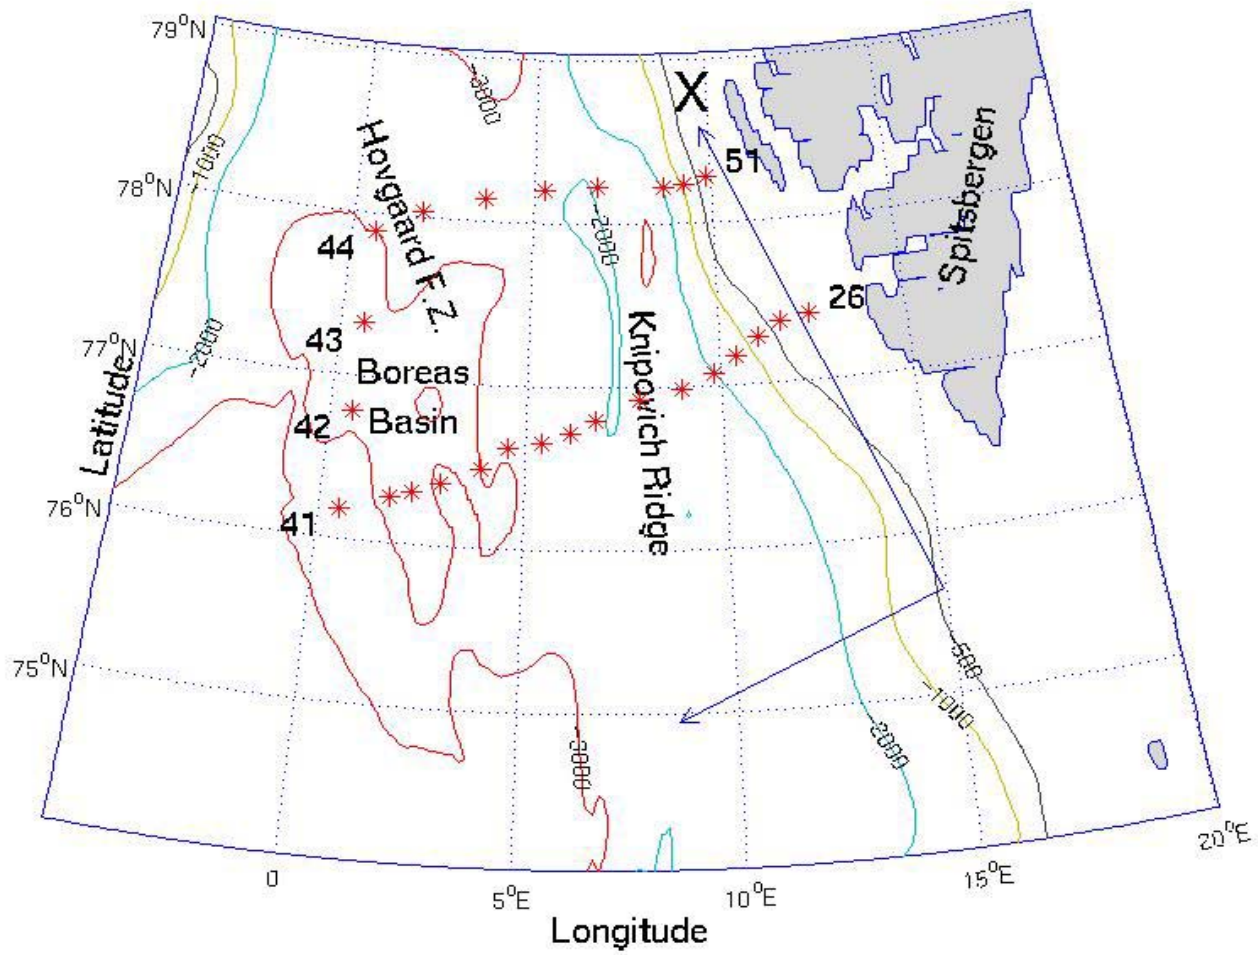 79°N
X
-3000
-1000
Hovgaard F.Z.
51
Spitsbergen
78°N
44
-2000
26
-2000
77°N
43
Boreas
Basin
Knipovich Ridge
Latitude
42
76°N
41
75°N
-500
-1000
-2000
-3000
0
5°E
10°E
15°E
20°E
Longitude